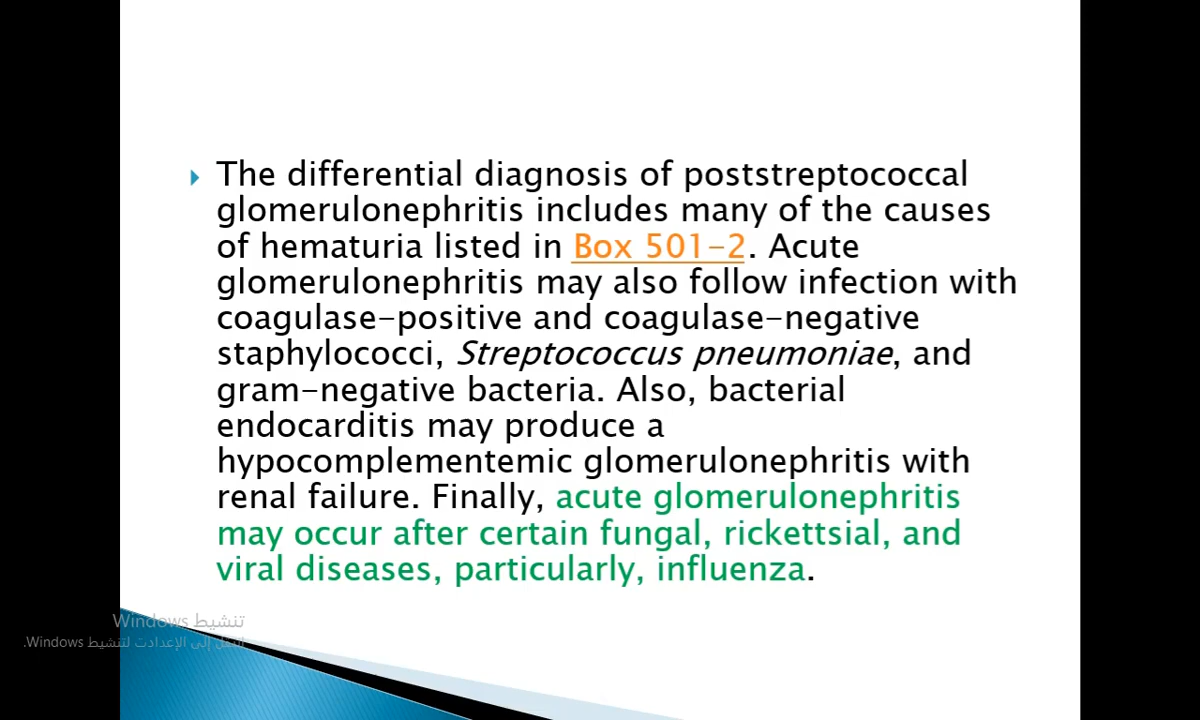 The differential diagnosis of poststreptococcal
glomerulonephritis includes many of the causes
of hematuria listed in Box 501-2. Acute
glomerulonephritis may also follow infection with
coagulase-positive and coagulase-negative
staphylococci, Streptococcus pneumoniae, and
gram-negative bacteria. Also, bacterial
endocarditis may produce a
hypocomplementemic glomerulonephritis with
renal failure. Finally, acute glomerulonephritis
may occur after certain fungal, rickettsial, and
viral diseases, particularly, influenza.
تنشيط Windows
انتقل إلى الإعدادت لتنشيط Windows.